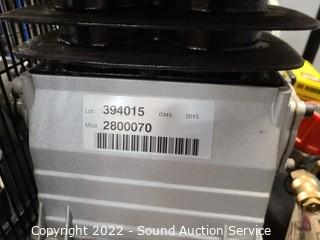 Lot. 394015 0345 2015
Mod. 2800070
Copyright © 2022 - Sound Auction Service